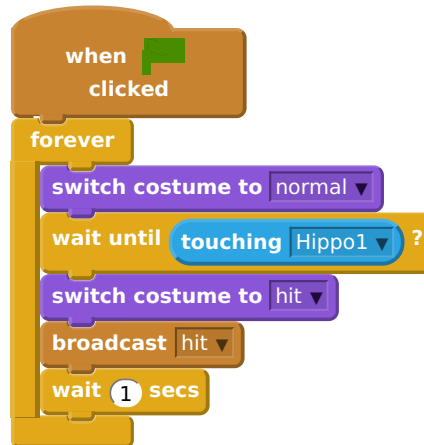 when
clicked
forever
switch costume to normal
wait until touching Hippo1 ?
switch costume to hit
broadcast hit
wait 1 secs